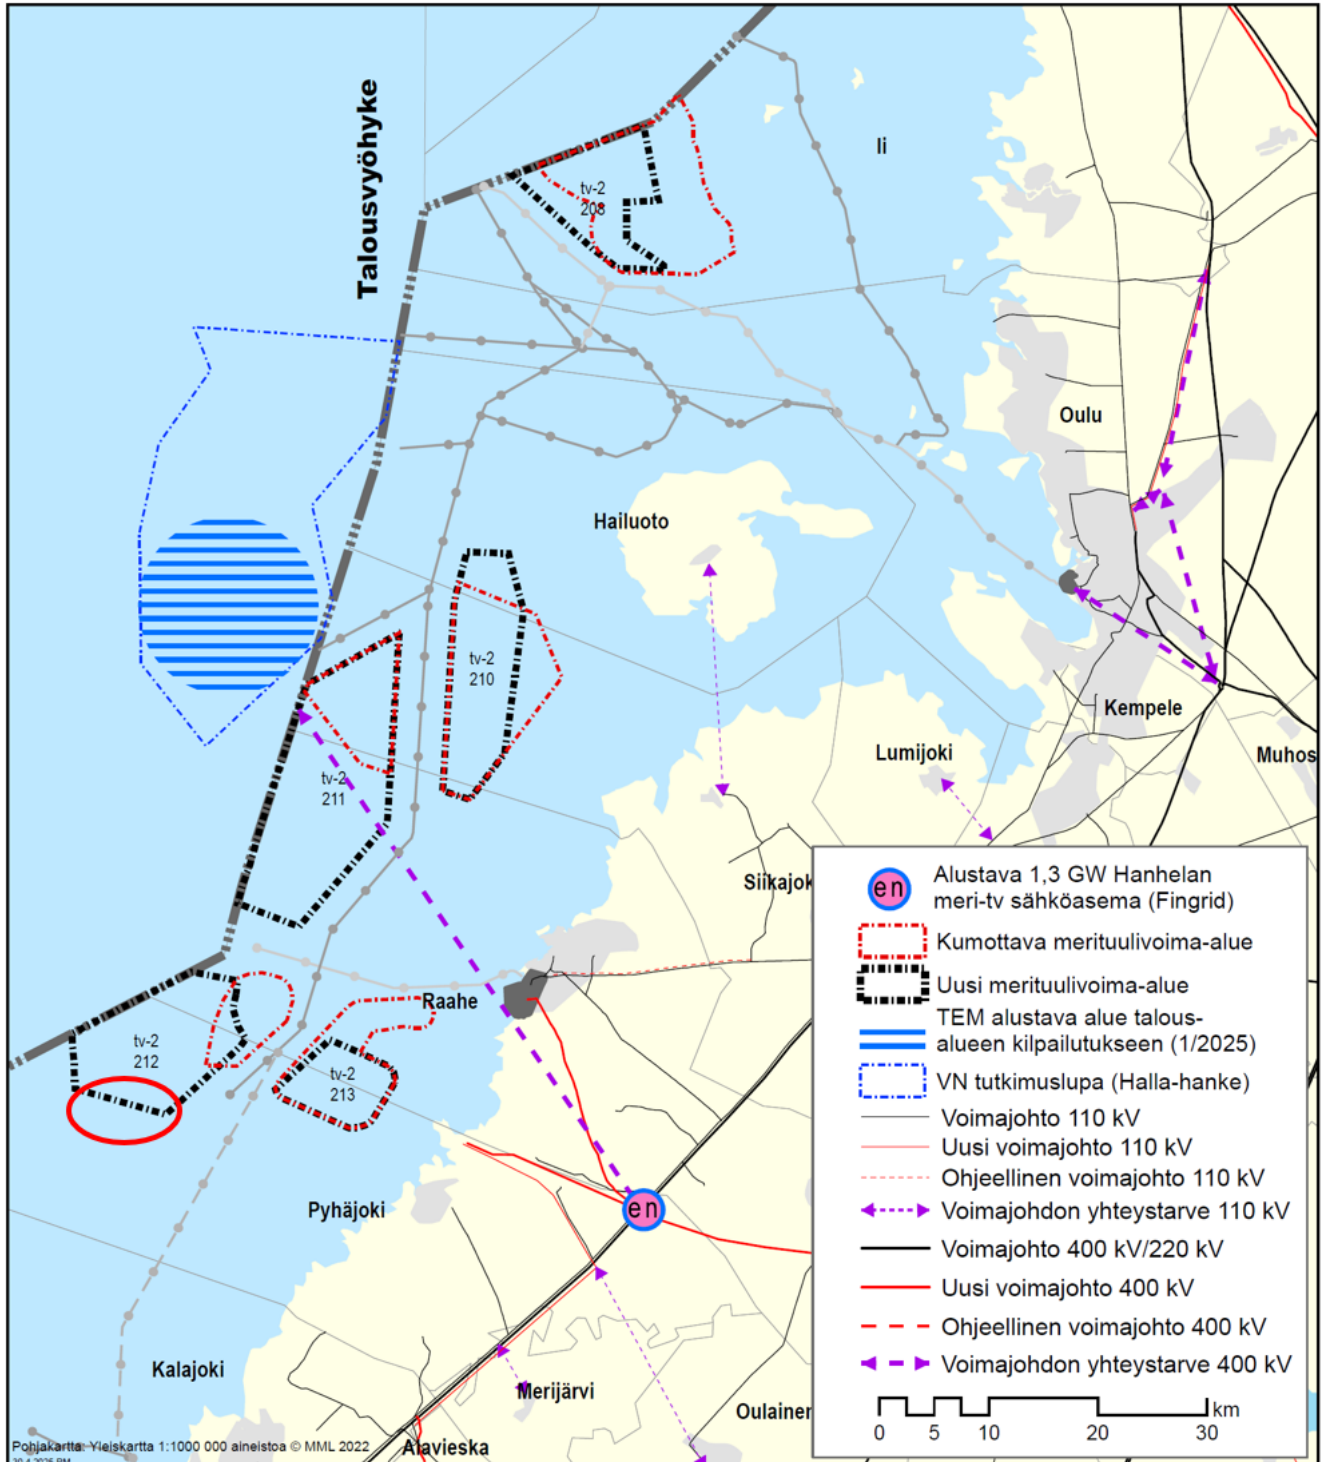 Talousvyöhyke
Ii
tv-2
208
Oulu
Hailuoto
tv-2
210
Kempele
Lumijoki
Muhos
tv-2
211
Siikajok
Raahe
tv-2
212
tv-2
213
Pyhäjoki
en
Kalajoki
Merijärvi
Oulainen
Alavieska
en
Alustava 1,3 GW Hanhelan
meri-tv sähköasema (Fingrid)
Kumottava merituulivoima-alue
Uusi merituulivoima-alue
TEM alustava alue talous-
alueen kilpailutukseen (1/2025)
VN tutkimuslupa (Halla-hanke)
Voimajohto 110 kV
Uusi voimajohto 110 kV
Ohjeellinen voimajohto 110 kV
Voimajohdon yhteystarve 110 kV
Voimajohto 400 kV/220 kV
Uusi voimajohto 400 kV
Ohjeellinen voimajohto 400 kV
Voimajohdon yhteystarve 400 kV
km
0 5 10 20 30
Pohjakartta: Yleiskartta 1:1000 000 aineistoa © MML 2022